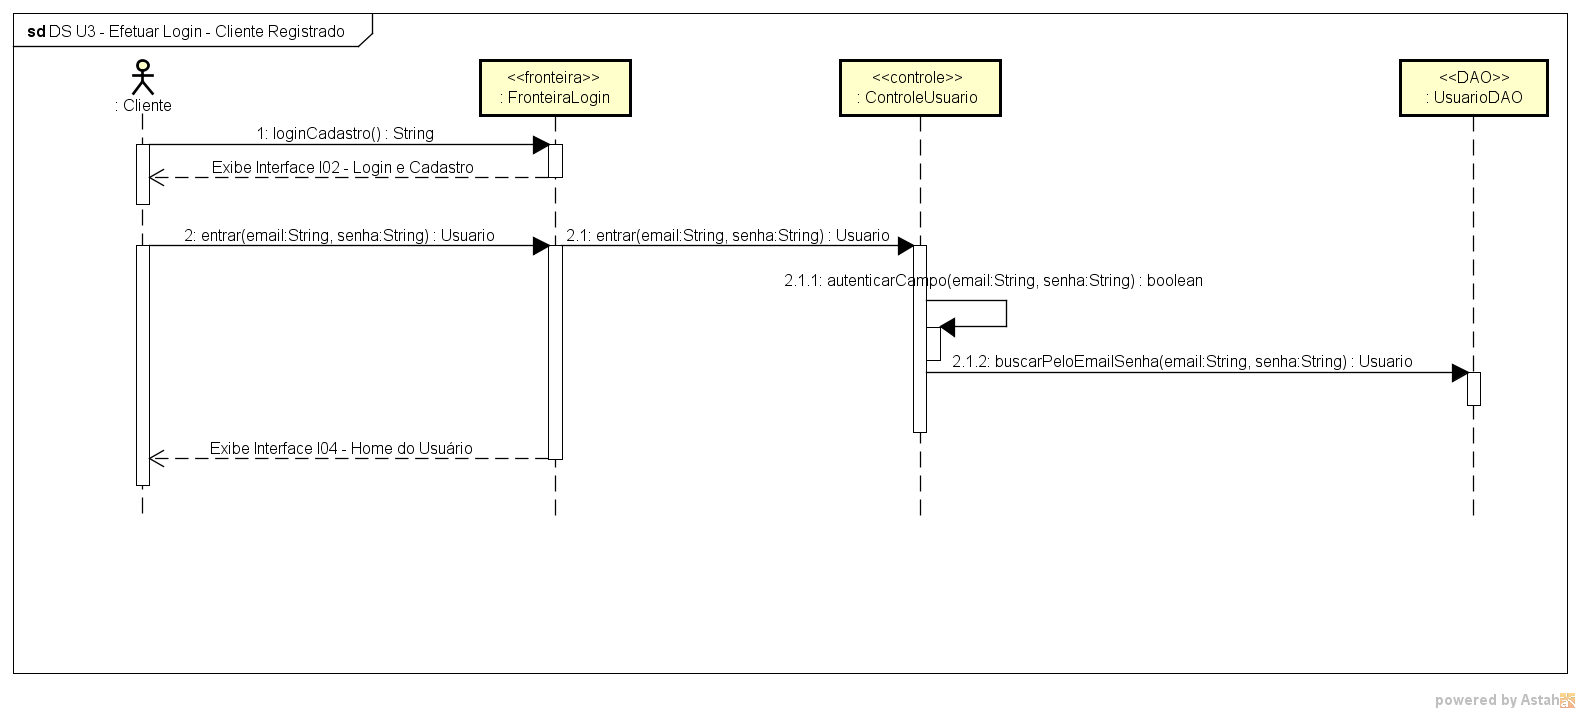 sd DS U3 - Efetuar Login - Cliente Registrado
<<fronteira>>
: FronteiraLogin
<<controle>>
: ControleUsuario
<<DAO>>
: UsuarioDAO
: Cliente
1: loginCadastro() : String
Exibe Interface I02 - Login e Cadastro
2: entrar(email:String, senha:String) : Usuario
2.1: entrar(email:String, senha:String) : Usuario
2.1.1: autenticarCampo(email:String, senha:String) : boolean
2.1.2: buscarPeloEmailSenha(email:String, senha:String) : Usuario
Exibe Interface I04 - Home do Usuário
powered by Astah